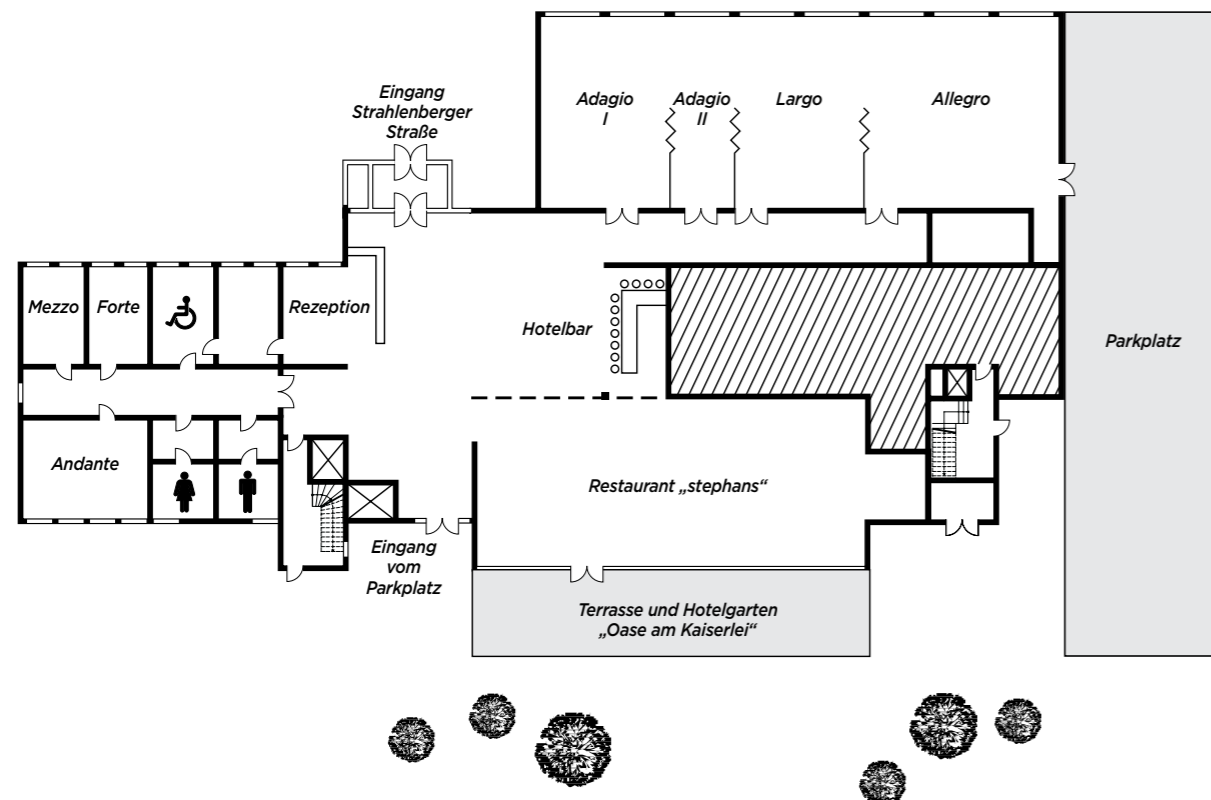 Eingang
Strahlenberger
Straße
Adagio
I
Adagio
II
Largo
Allegro
Mezzo
Forte
Rezeption
Hotelbar
Parkplatz
Andante
Restaurant „stephans“
Eingang
vom
Parkplatz
Terrasse und Hotelgarten
„Oase am Kaiserlei“